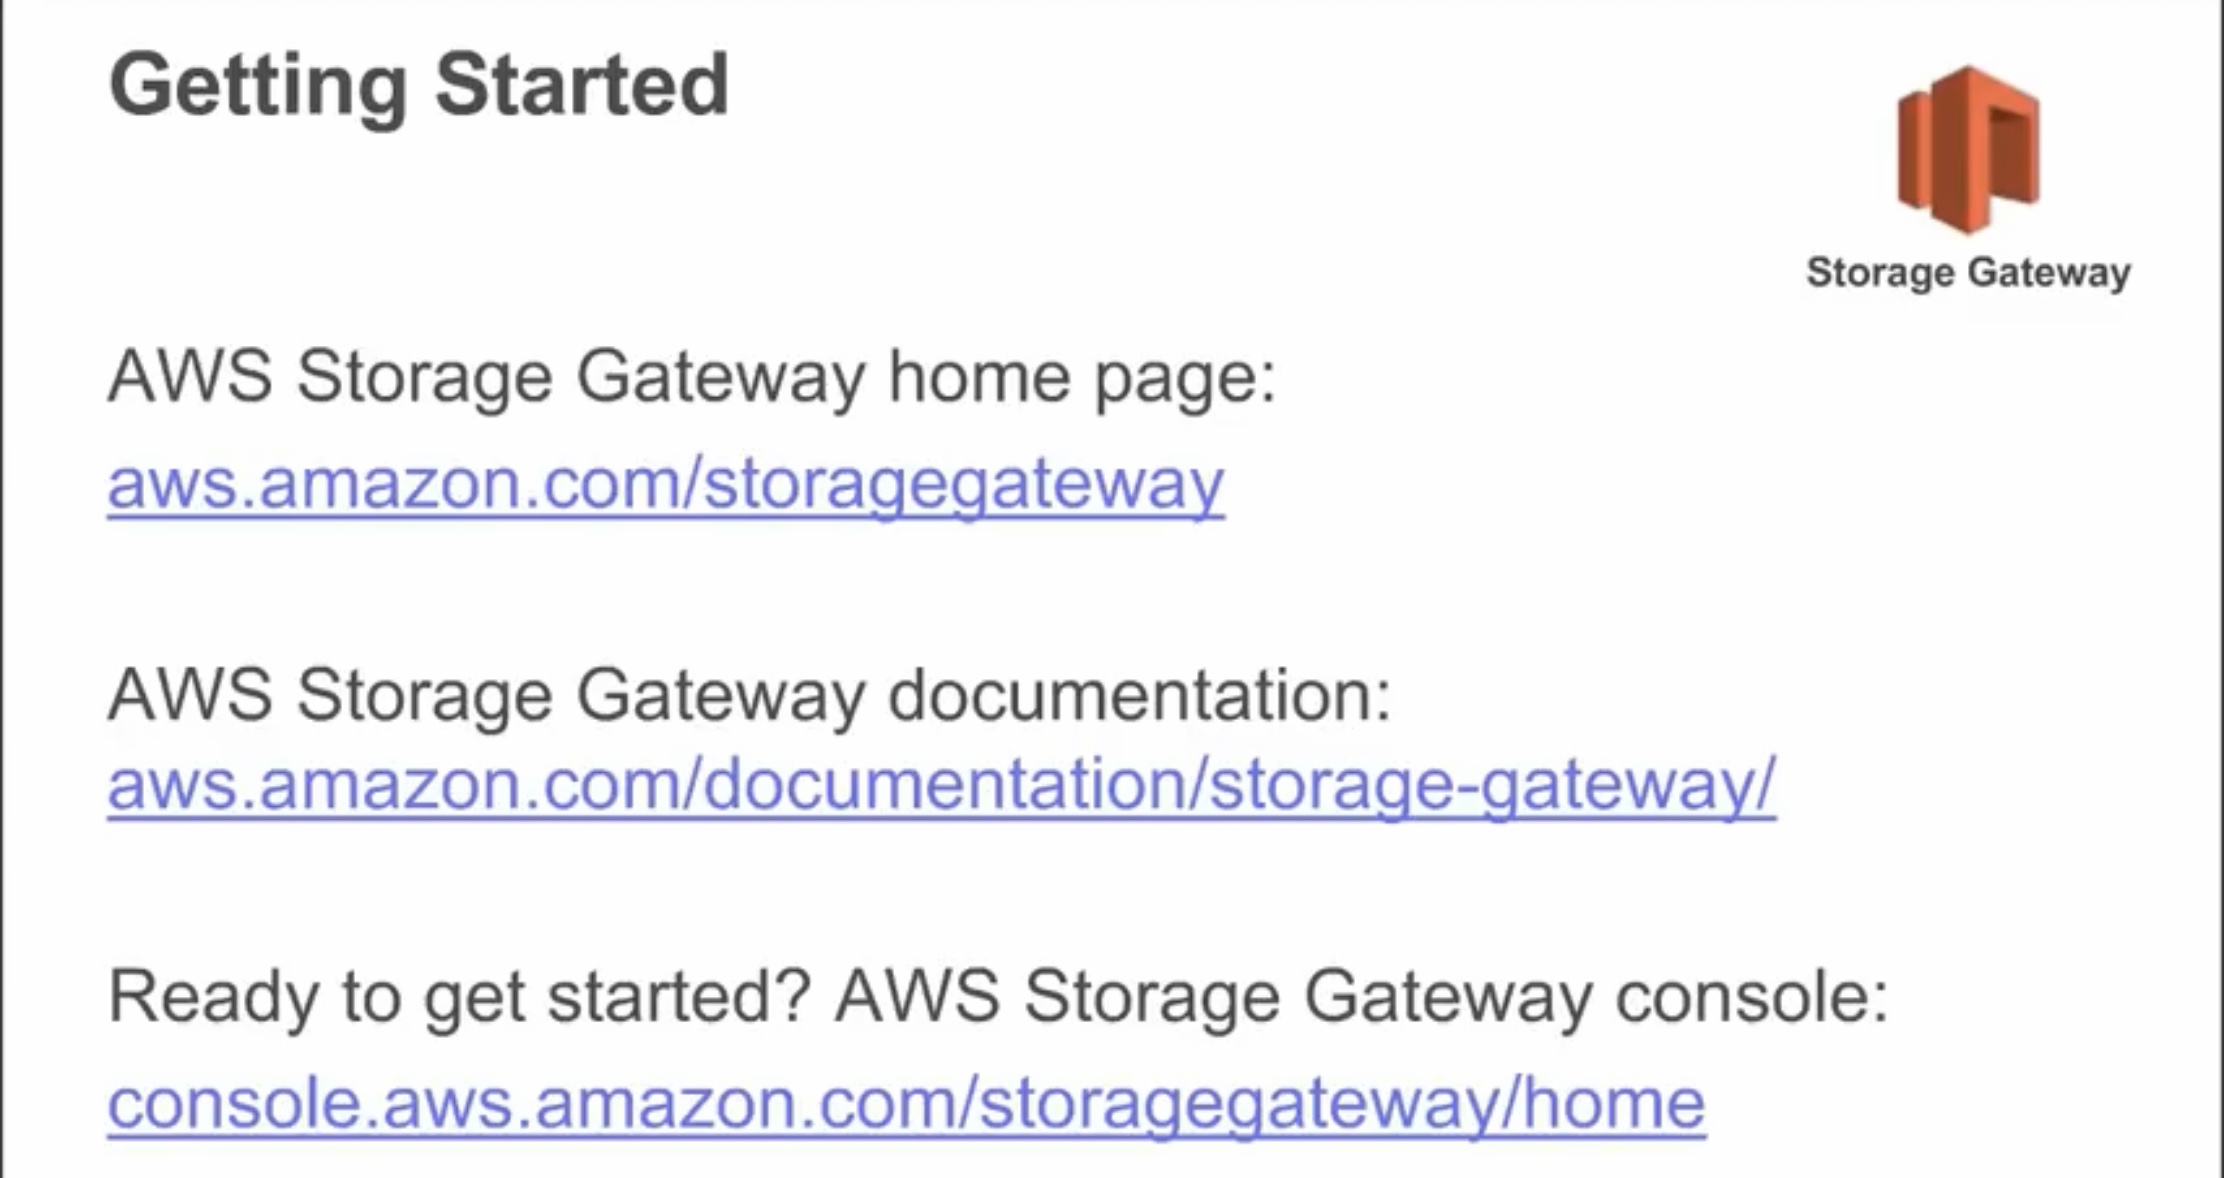 Getting Started
Storage Gateway
AWS Storage Gateway home page:
aws.amazon.com/storagegateway
AWS Storage Gateway documentation:
aws.amazon.com/documentation/storage-gateway/
Ready to get started? AWS Storage Gateway console:
console.aws.amazon.com/storagegateway/home